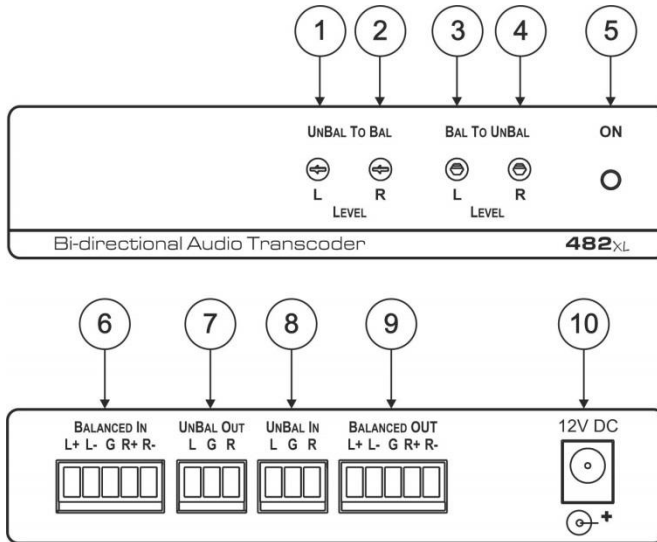 1 2 3 4 5
UNBAL TO BAL BAL TO UNBAL ON
L R L R
LEVEL LEVEL
Bi-directional Audio Transcoder 482XL
6 7 8 9 10
BALANCED IN UNBAL OUT UNBAL IN BALANCED OUT 12V DC
L+ L- G R+ R- L G R L G R L+ L- G R+ R-
+